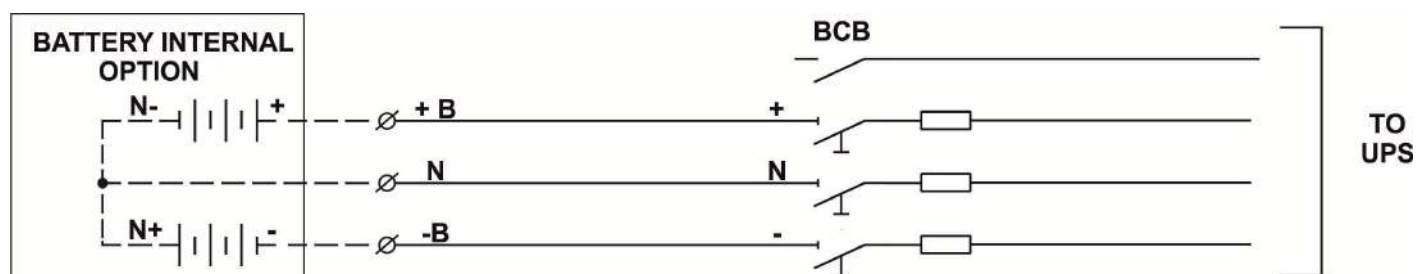 BATTERY INTERNAL
OPTION
BCB
N- + + B +
TO
UPS
N N
N+ - -B -